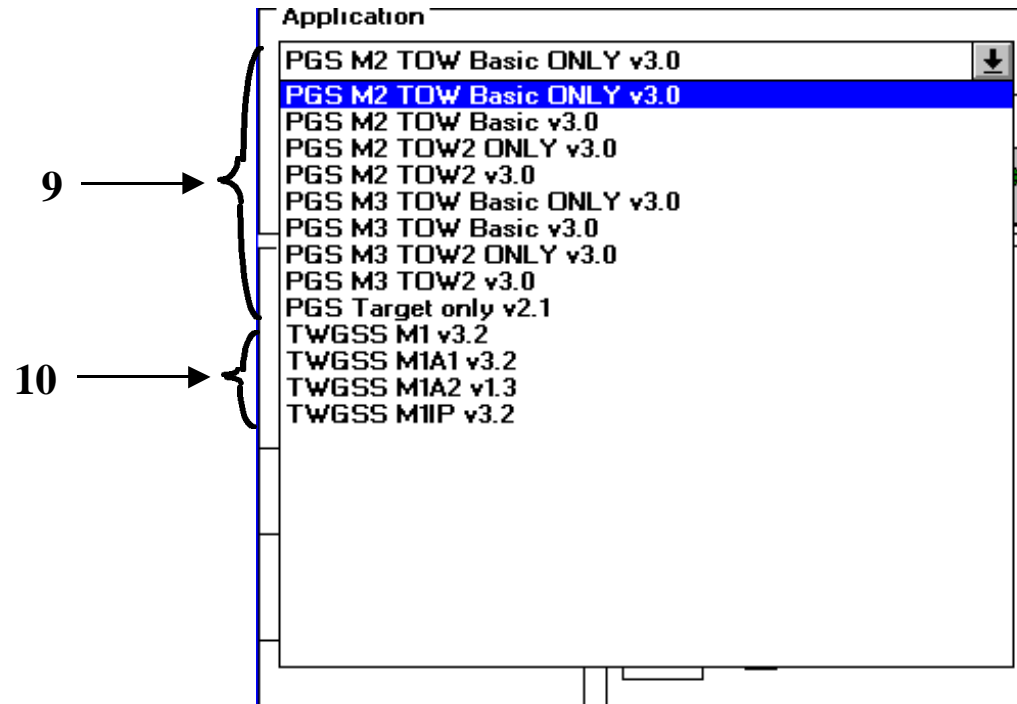 Application
PGS M2 TOW Basic ONLY v3.0
PGS M2 TOW Basic ONLY v3.0
PGS M2 TOW Basic v3.0
PGS M2 TOW2 ONLY v3.0
PGS M2 TOW2 v3.0
PGS M3 TOW Basic ONLY v3.0
PGS M3 TOW Basic v3.0
PGS M3 TOW2 ONLY v3.0
PGS M3 TOW2 v3.0
PGS Target only v2.1
TWGSS M1 v3.2
TWGSS M1A1 v3.2
TWGSS M1A2 v1.3
TWGSS M1IP v3.2
9
10